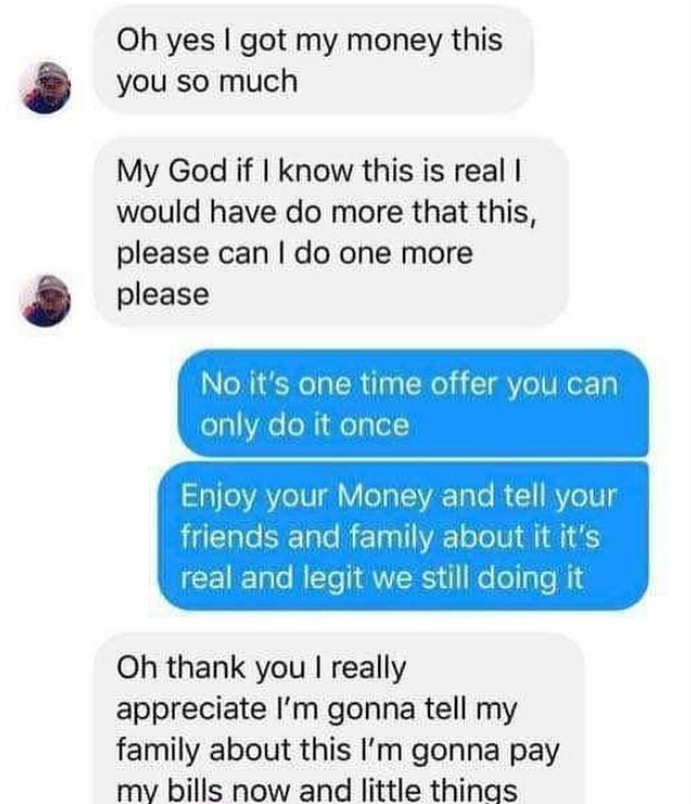 Oh yes I got my money this
you so much
My God if I know this is real I
would have do more that this,
please can I do one more
please
No it's one time offer you can
only do it once
Enjoy your Money and tell your
friends and family about it it's
real and legit we still doing it
Oh thank you I really
appreciate I'm gonna tell my
family about this I'm gonna pay
my bills now and little things